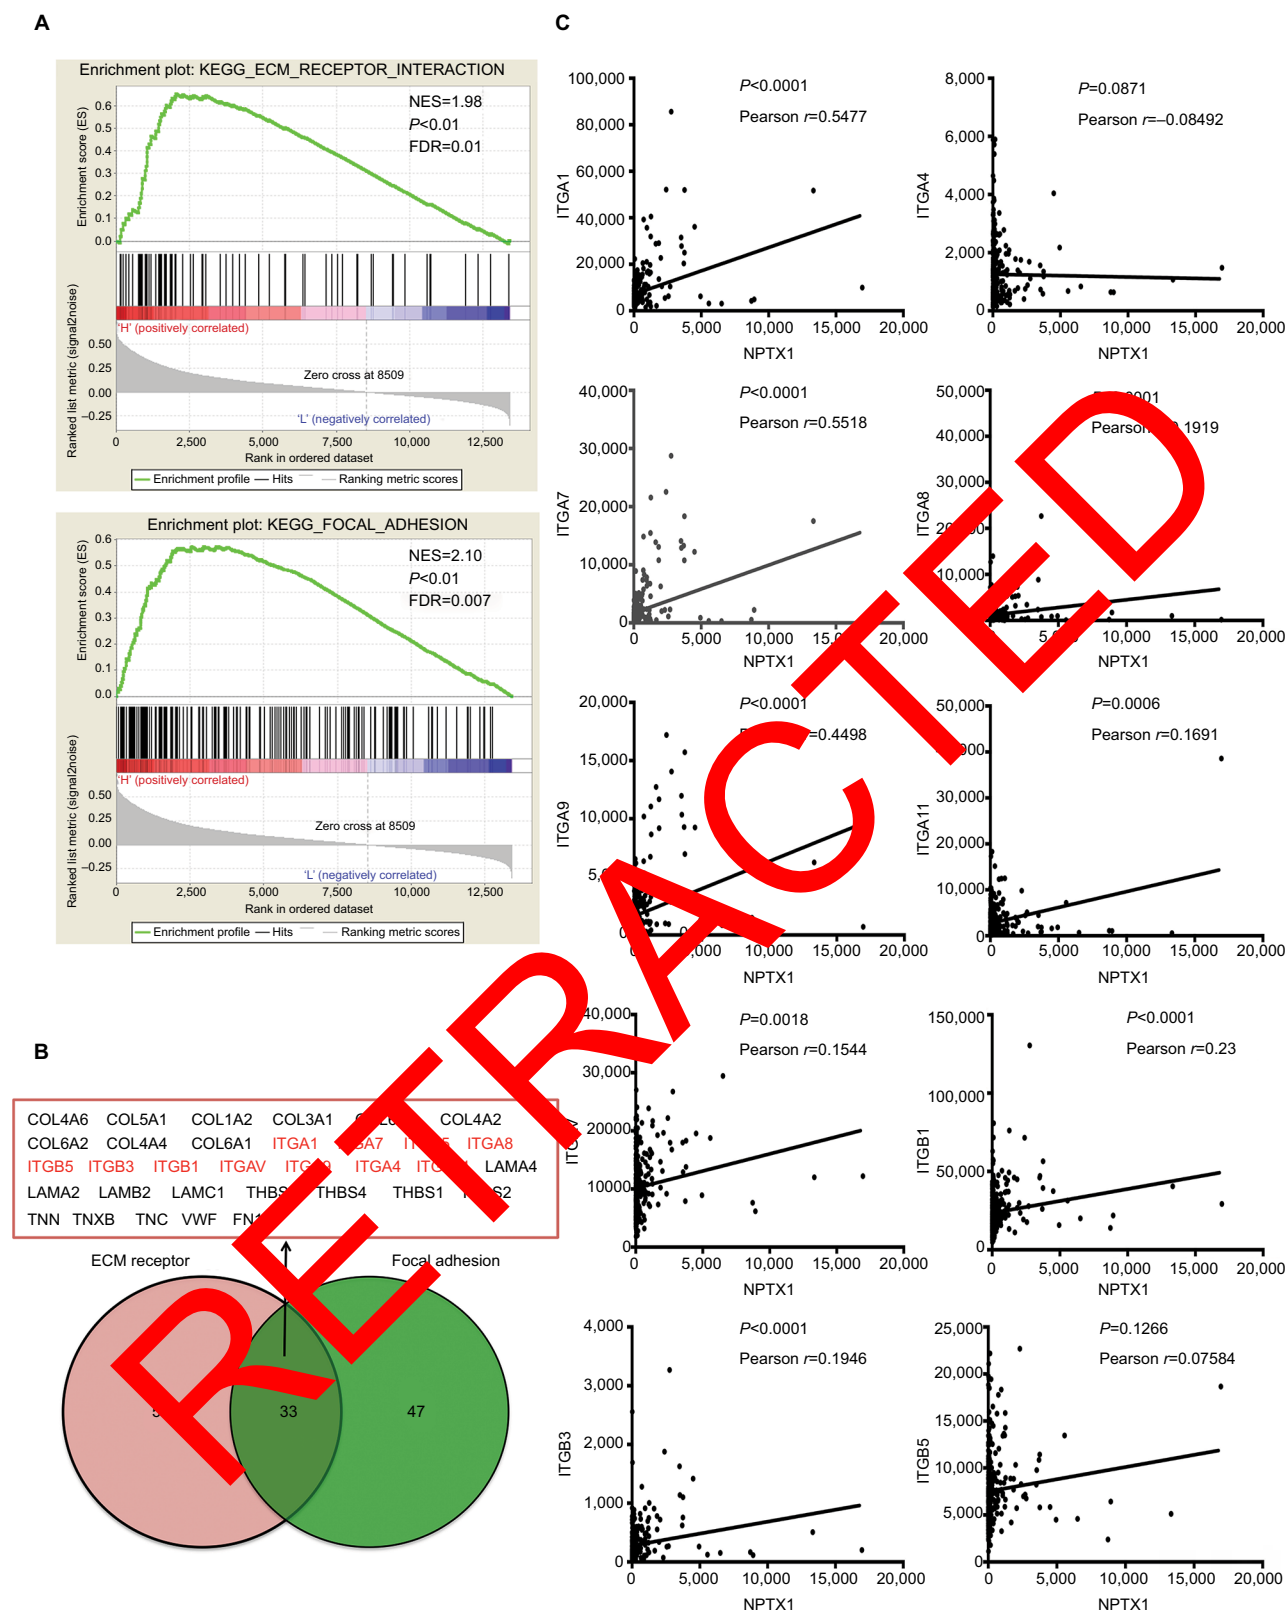 A
Enrichment plot: KEGG_ECM_RECEPTOR_INTERACTION
NES=1.98
P<0.01
FDR=0.01
Enrichment score (ES)
0.6
0.5
0.4
0.3
0.2
0.1
0.0
'H' (positively correlated)
Zero cross at 8509
'L' (negatively correlated)
Ranked list metric (signal2noise)
0.50
0.25
0.00
−0.25
0 2,500 5,000 7,500 10,000 12,500
Rank in ordered dataset
Enrichment profile Hits Ranking metric scores
Enrichment plot: KEGG_FOCAL_ADHESION
NES=2.10
P<0.01
FDR=0.007
Enrichment score (ES)
0.6
0.5
0.4
0.3
0.2
0.1
0.0
'H' (positively correlated)
Zero cross at 8509
'L' (negatively correlated)
Ranked list metric (signal2noise)
0.50
0.25
0.00
−0.25
0 2,500 5,000 7,500 10,000 12,500
Rank in ordered dataset
Enrichment profile Hits Ranking metric scores
B
COL4A6 COL5A1 COL1A2 COL3A1 COL4A2
COL6A2 COL4A4 COL6A1 ITGA1 ITGA8
ITGB5 ITGB3 ITGB1 ITGAV ITGA4 LAMA4
LAMA2 LAMB2 LAMC1 THBS4 THBS1
TNN TNXB TNC VWF FN1
ECM receptor
Focal adhesion
33
47
C
P<0.0001
Pearson r=0.5477
ITGA1
100,000
80,000
60,000
40,000
20,000
0
0 5,000 10,000 15,000 20,000
NPTX1
P=0.0871
Pearson r=−0.08492
ITGA4
8,000
6,000
4,000
2,000
0
0 5,000 10,000 15,000 20,000
NPTX1
P<0.0001
Pearson r=0.5518
ITGA7
40,000
30,000
20,000
10,000
0
0 5,000 10,000 15,000 20,000
NPTX1
Pearson
ITGA8
50,000
40,000
30,000
10,000
0
0 10,000 15,000 20,000
NPTX1
P<0.0001
=0.4498
ITGA9
20,000
15,000
10,000
0
10,000 15,000 20,000
NPTX1
P=0.0006
Pearson r=0.1691
ITGA11
50,000
30,000
20,000
10,000
0
0 5,000 10,000 15,000 20,000
NPTX1
P=0.0018
Pearson r=0.1544
40,000
30,000
20000
10000
0
0 5,000 10,000 15,000 20,000
NPTX1
P<0.0001
Pearson r=0.23
ITGB1
150,000
100,000
50,000
0
0 5,000 10,000 15,000 20,000
NPTX1
P<0.0001
Pearson r=0.1946
ITGB3
4,000
3,000
2,000
1,000
0
0 5,000 10,000 15,000 20,000
NPTX1
P=0.1266
Pearson r=0.07584
ITGB5
25,000
20,000
15,000
10,000
5,000
0
0 5,000 10,000 15,000 20,000
NPTX1
RETRACTED